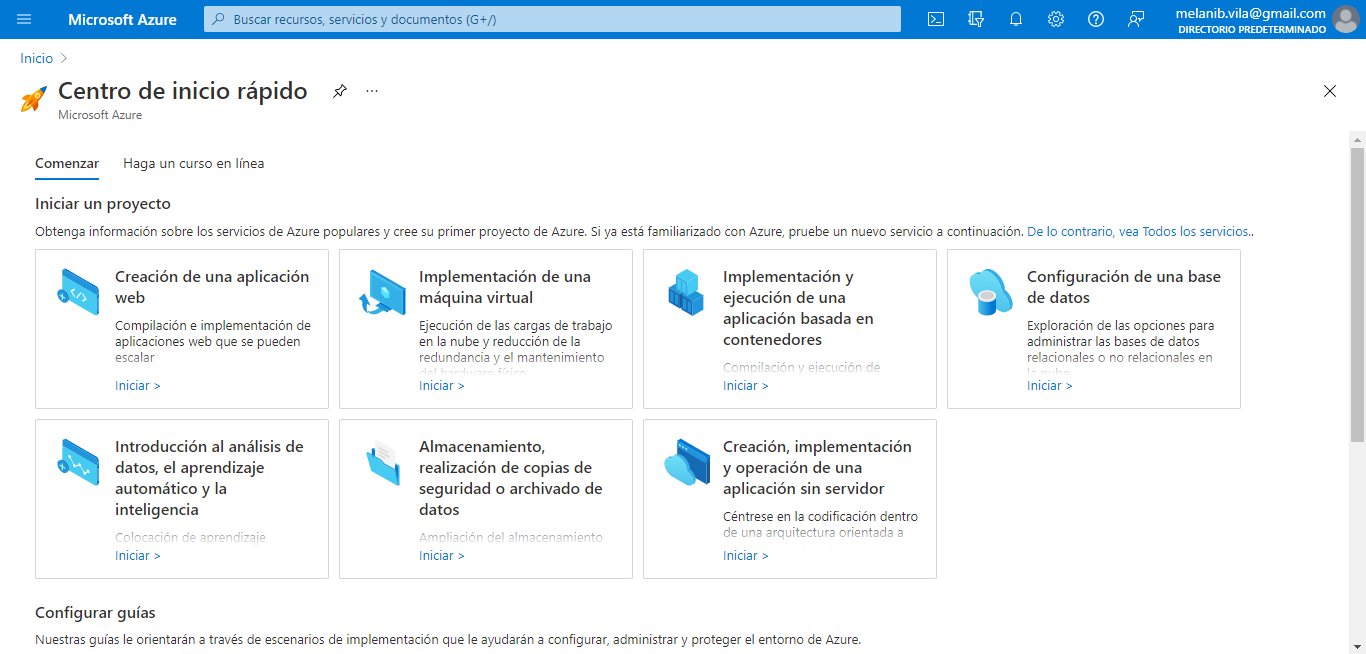 Microsoft Azure
Buscar recursos, servicios y documentos (G+/)
melanib.vila@gmail.com
DIRECTORIO PREDETERMINADO
Inicio >
Centro de inicio rápido
...
Microsoft Azure
Comenzar
Haga un curso en línea
Iniciar un proyecto
Obtenga información sobre los servicios de Azure populares y cree su primer proyecto de Azure. Si ya está familiarizado con Azure, pruebe un nuevo servicio a continuación. De lo contrario, vea Todos los servicios..
Creación de una aplicación
web
Compilación e implementación de
aplicaciones web que se pueden
escalar
Iniciar >
Implementación de una
máquina virtual
Ejecución de las cargas de trabajo
en la nube y reducción de la
redundancia y el mantenimiento
del hardware físico
Iniciar >
Implementación y
ejecución de una
aplicación basada en
contenedores
Compilación y ejecución de
Iniciar >
Configuración de una base
de datos
Exploración de las opciones para
administrar las bases de datos
relacionales o no relacionales en
la nube
Iniciar >
Introducción al análisis de
datos, el aprendizaje
automático y la
inteligencia
Colocación de aprendizaje
Iniciar >
Almacenamiento,
realización de copias de
seguridad o archivado de
datos
Ampliación del almacenamiento
Iniciar >
Creación, implementación
y operación de una
aplicación sin servidor
Céntrese en la codificación dentro
de una arquitectura orientada a
Iniciar >
Configurar guías
Nuestras guías le orientarán a través de escenarios de implementación que le ayudarán a configurar, administrar y proteger el entorno de Azure.